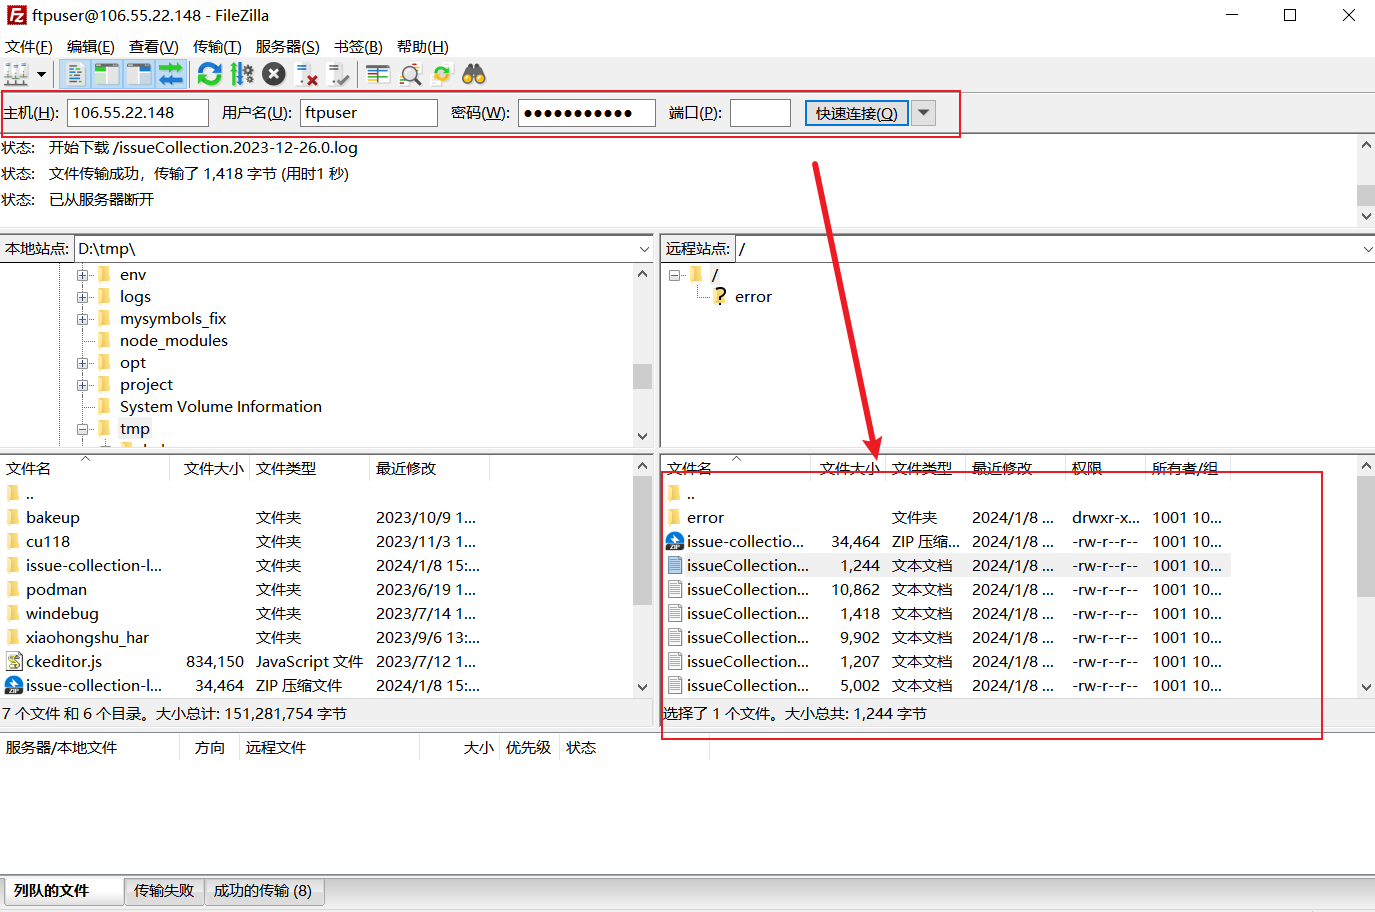 ftpuser@106.55.22.148 - FileZilla
文件(F) 编辑(E) 查看(V) 传输(T) 服务器(S) 书签(B) 帮助(H)
主机(H): 106.55.22.148 用户名(U): ftpuser 密码(W): ●●●●●●●●●●● 端口(P): 快速连接(Q)
状态: 开始下载 /issueCollection.2023-12-26.0.log
状态: 文件传输成功，传输了 1,418 字节 (用时1 秒)
状态: 已从服务器断开
本地站点: D:\tmp\
env
logs
mysymbols_fix
node_modules
opt
project
System Volume Information
tmp
远程站点: /
/
error
文件名 文件大小 文件类型 最近修改
..
bakeup 文件夹 2023/10/9 1...
cu118 文件夹 2023/11/3 1...
issue-collection-l... 文件夹 2024/1/8 15:...
podman 文件夹 2023/6/19 1...
windebug 文件夹 2023/7/14 1...
xiaohongshu_har 文件夹 2023/9/6 13:...
ckeditor.js 834,150 JavaScript 文件 2023/7/12 1...
issue-collection-l... 34,464 ZIP 压缩文件 2024/1/8 15:...
7 个文件 和 6 个目录。大小总计: 151,281,754 字节
文件名 文件大小 文件类型 最近修改 权限 所有者/组
..
error 文件夹 2024/1/8 ... drwxr-x... 1001 10...
issue-collectio... 34,464 ZIP 压缩... 2024/1/8 ... -rw-r--r-- 1001 10...
issueCollection... 1,244 文本文档 2024/1/8 ... -rw-r--r-- 1001 10...
issueCollection... 10,862 文本文档 2024/1/8 ... -rw-r--r-- 1001 10...
issueCollection... 1,418 文本文档 2024/1/8 ... -rw-r--r-- 1001 10...
issueCollection... 9,902 文本文档 2024/1/8 ... -rw-r--r-- 1001 10...
issueCollection... 1,207 文本文档 2024/1/8 ... -rw-r--r-- 1001 10...
issueCollection... 5,002 文本文档 2024/1/8 ... -rw-r--r-- 1001 10...
选择了 1 个文件。大小总共: 1,244 字节
服务器/本地文件 方向 远程文件 大小 优先级 状态
列队的文件 传输失败 成功的传输 (8)